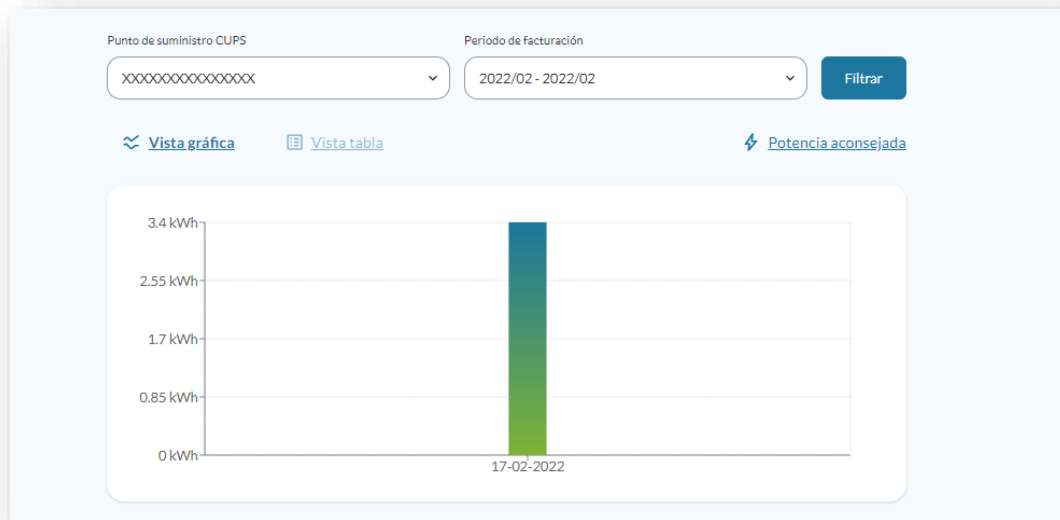 Punto de suministro CUPS
Periodo de facturación
XXXXXXXXXXXXXXX
2022/02 - 2022/02
Filtrar
Vista gráfica
Vista tabla
Potencia aconsejada
3.4 kWh
2.55 kWh
1.7 kWh
0.85 kWh
0 kWh
17-02-2022